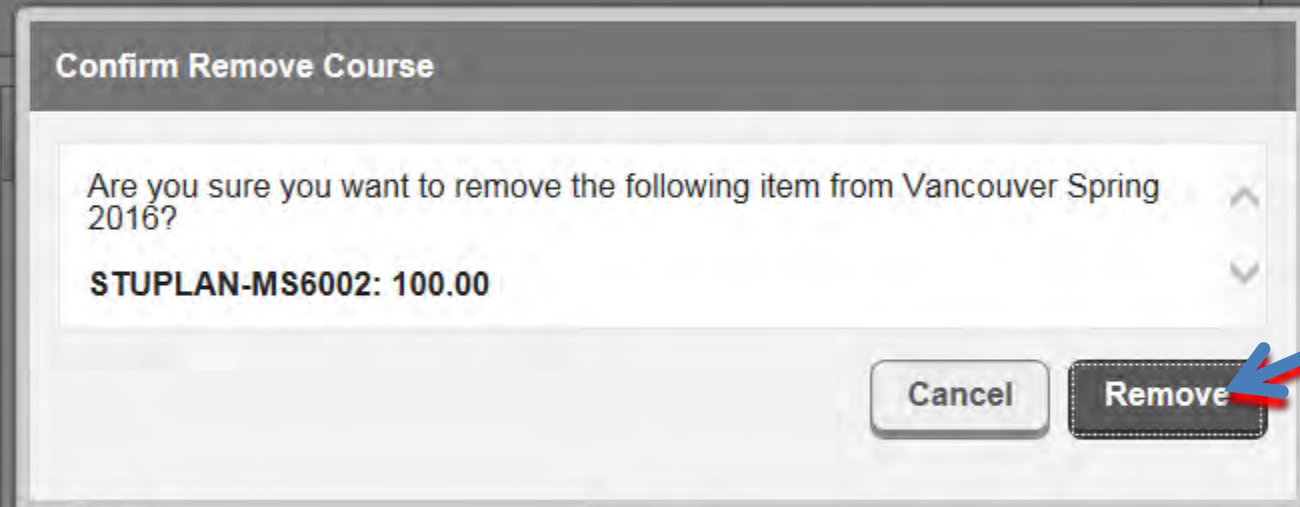 Confirm Remove Course
Are you sure you want to remove the following item from Vancouver Spring
2016?
STUPLAN-MS6002: 100.00
Cancel Remove